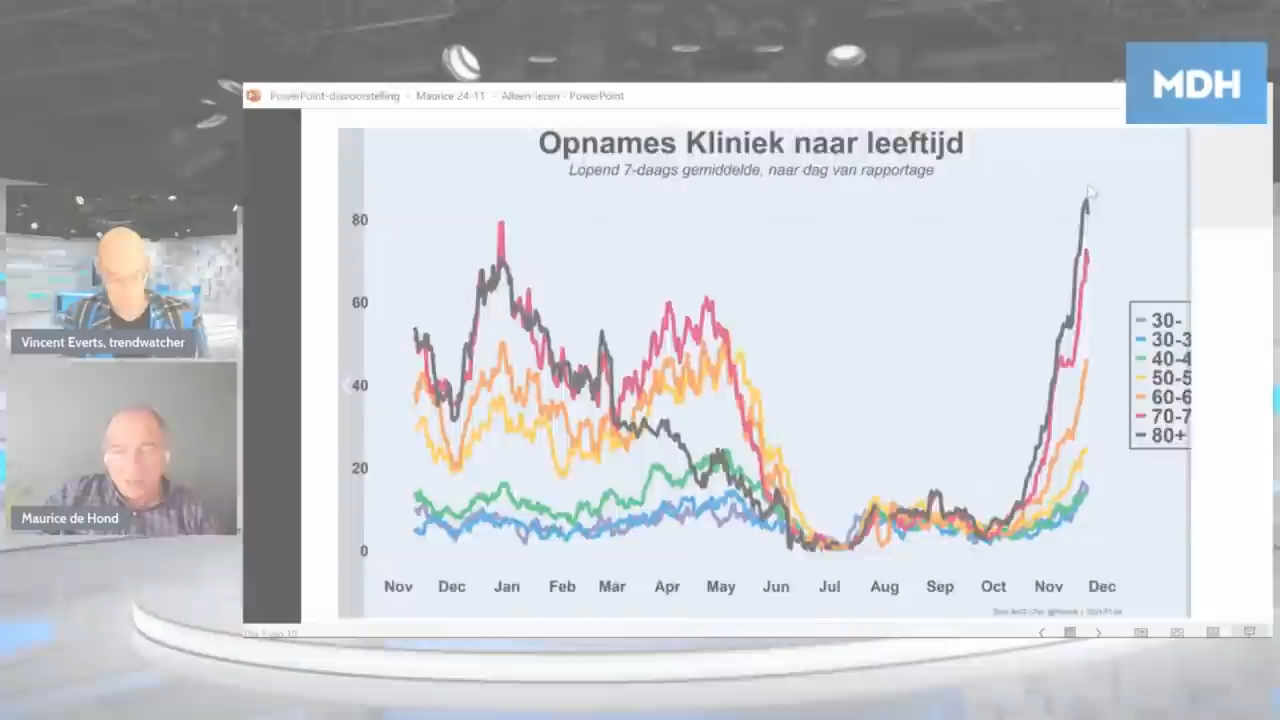 MDH
PowerPoint-diavoorstelling - Maurice 24-11 - Alleen-lezen - PowerPoint
Opnames Kliniek naar leeftijd
Lopend 7-daags gemiddelde, naar dag van rapportage
80
60
40
20
0
Nov Dec Jan Feb Mar Apr May Jun Jul Aug Sep Oct Nov Dec
30-
30-3
40-4
50-5
60-6
70-7
80+
Vincent Everts, trendwatcher
Maurice de Hond